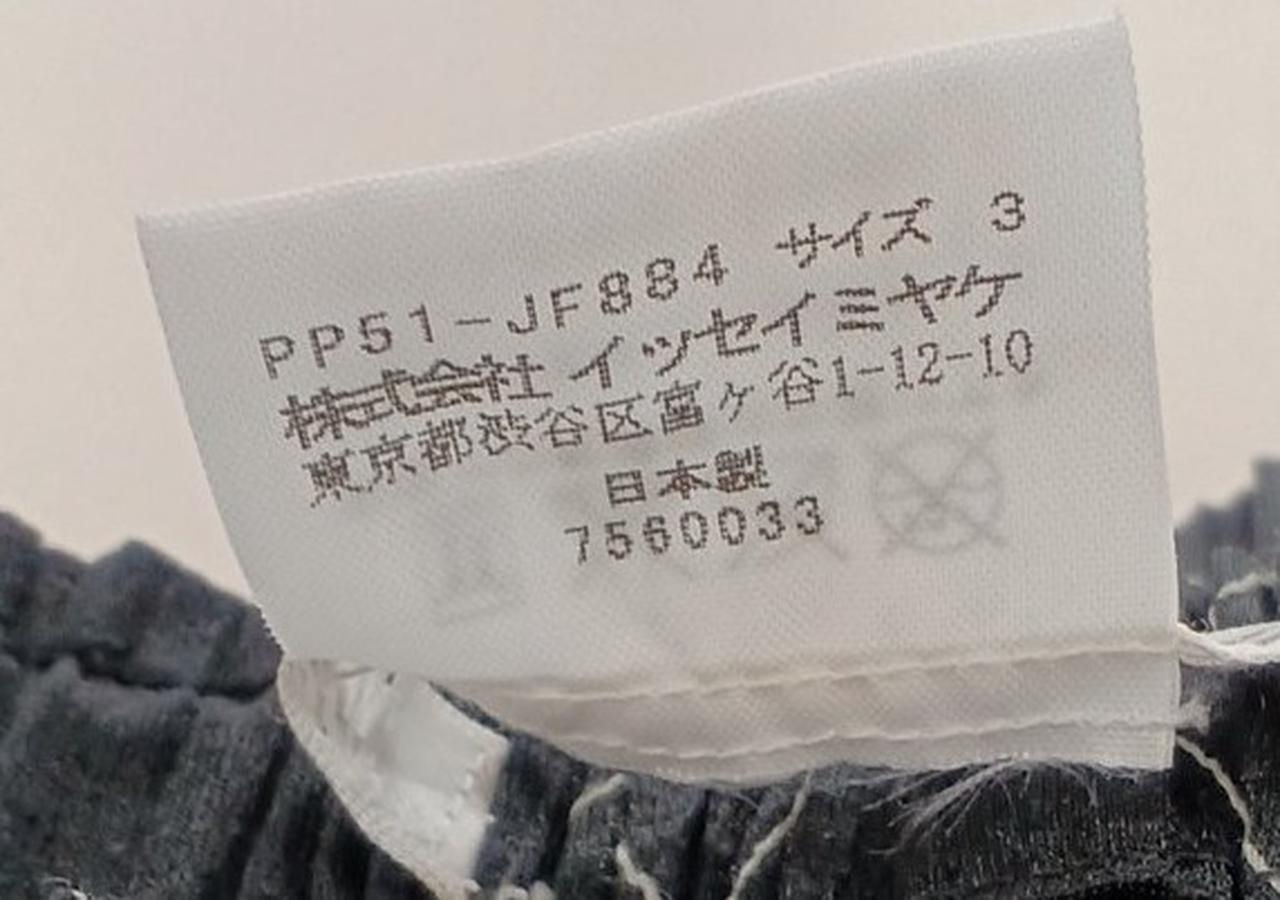 PP51-JF884 サイズ 3
株式会社 イッセイミヤケ
東京都渋谷区富ヶ谷1-12-10
日本製
7560033